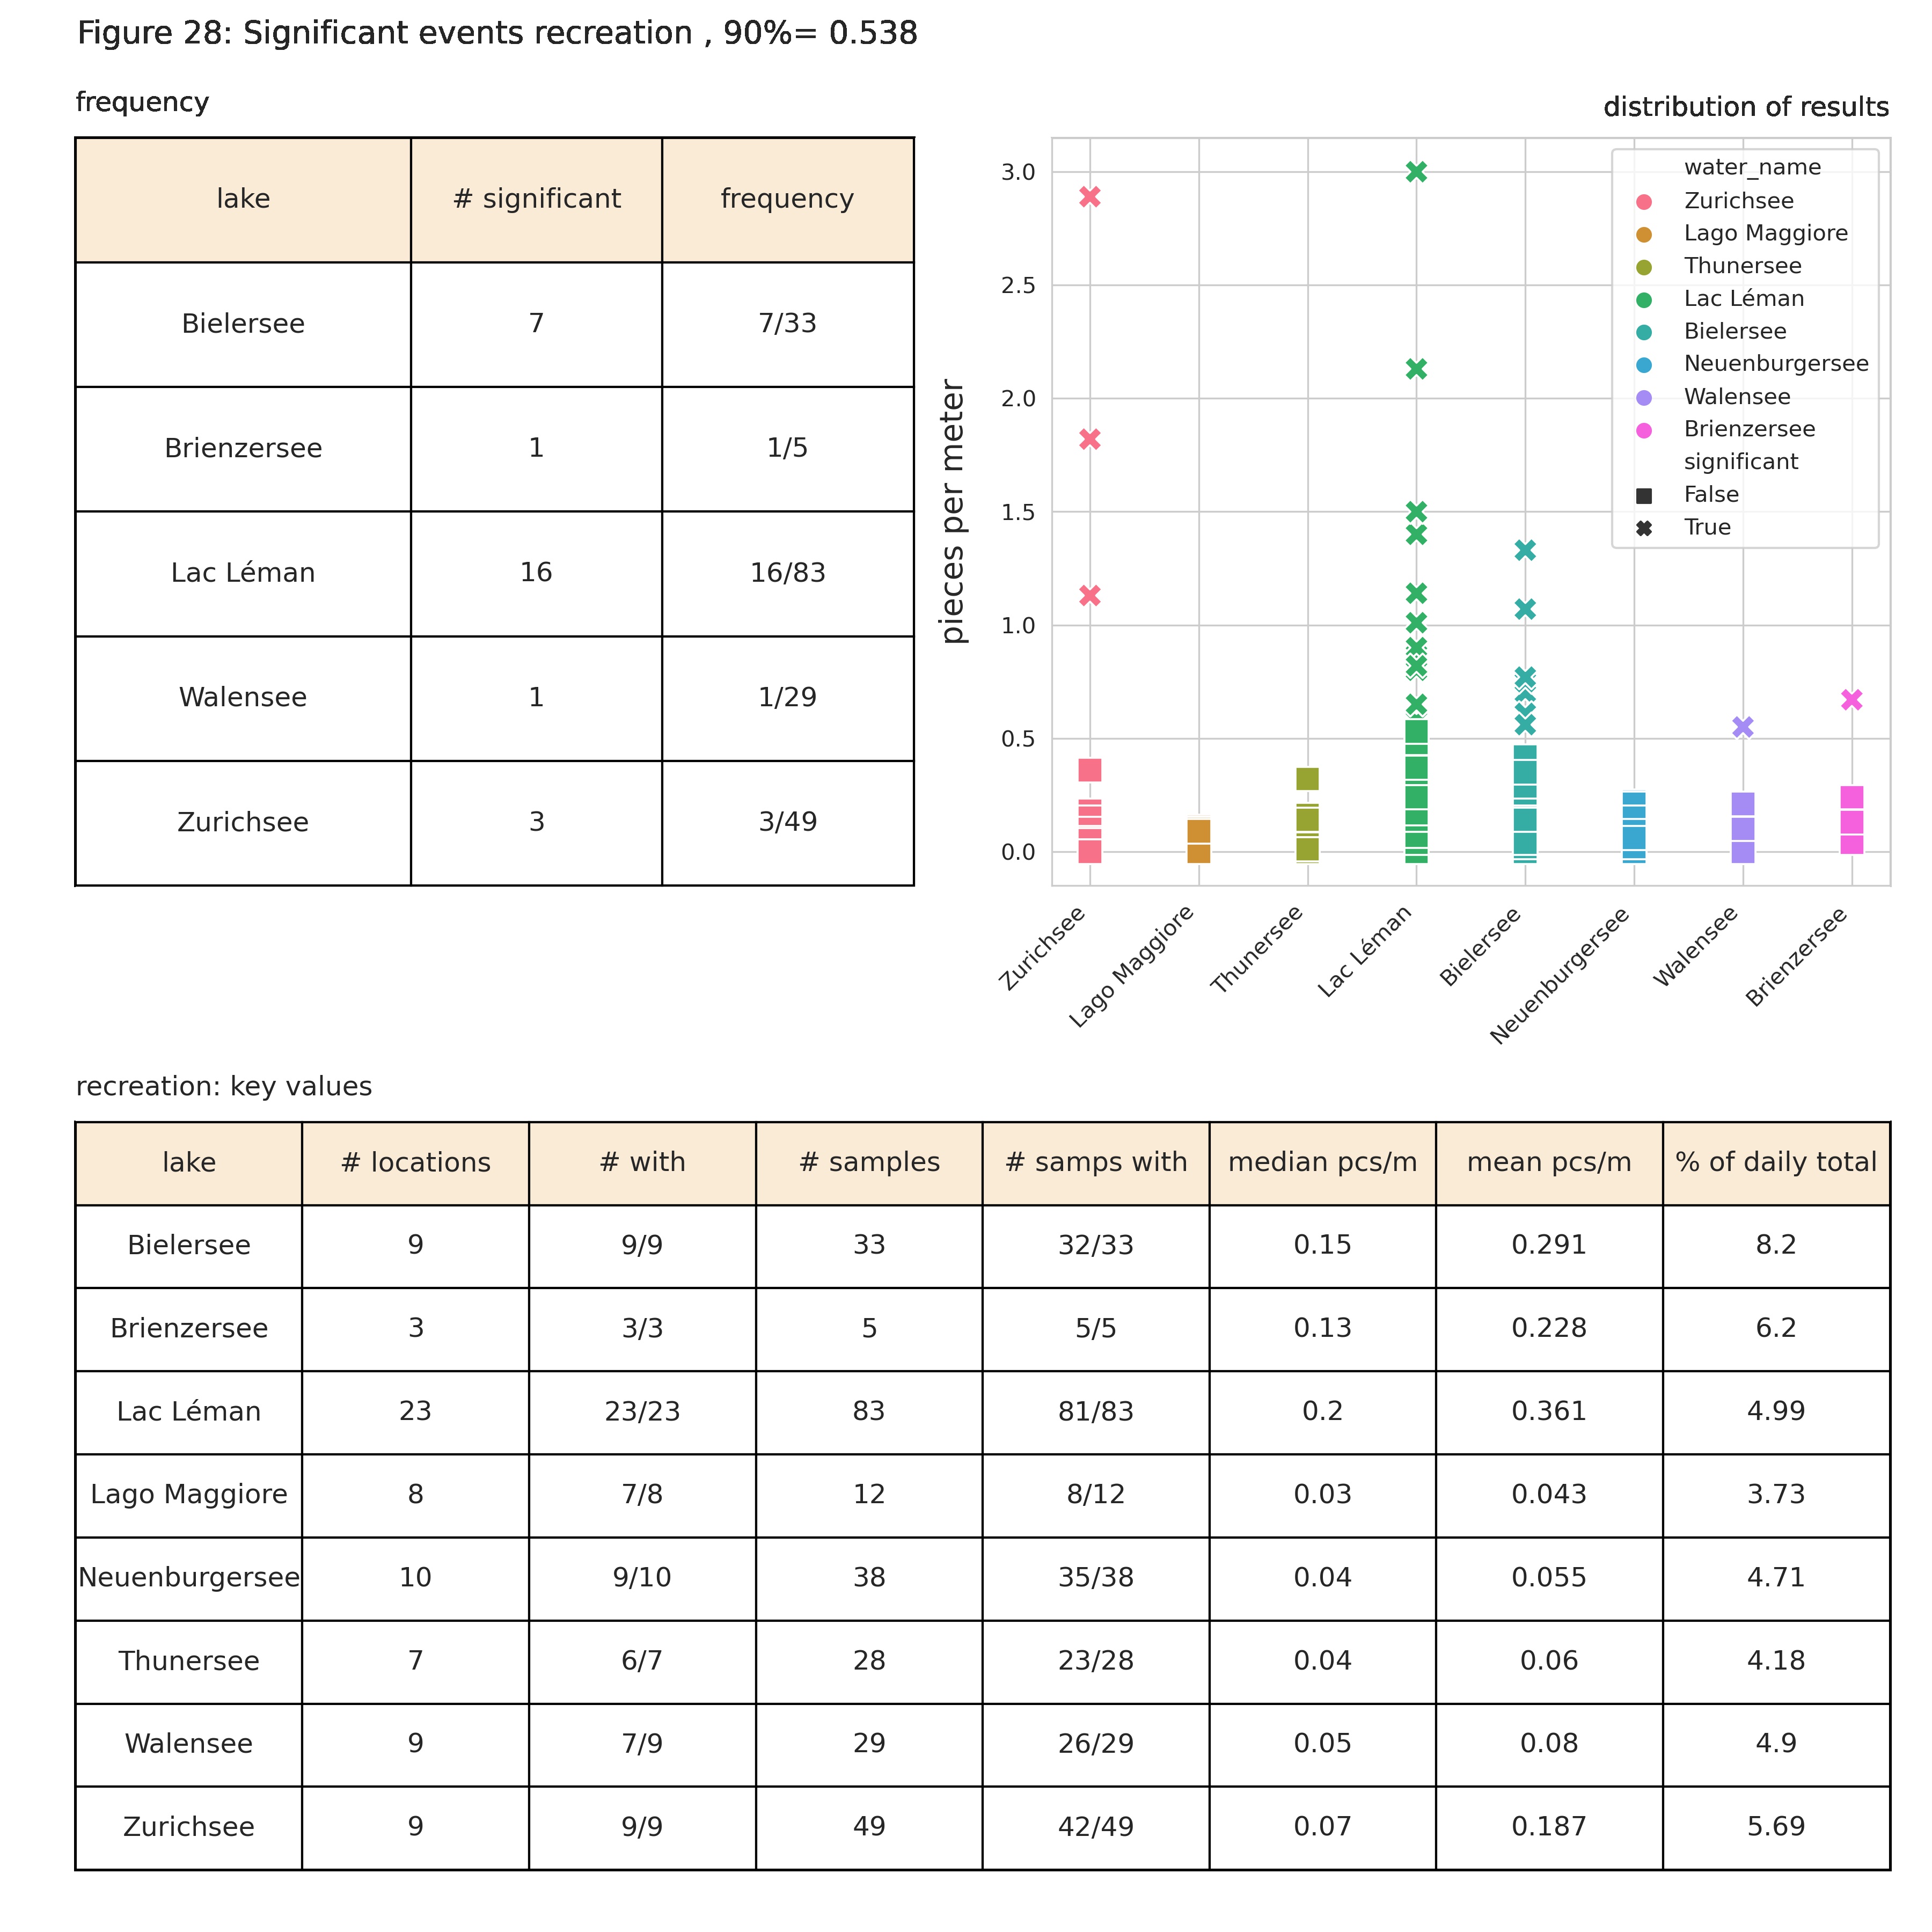 Figure 28: Significant events recreation , 90%= 0.538
frequency
lake # significant frequency
Bielersee 7 7/33
Brienzersee 1 1/5
Lac Léman 16 16/83
Walensee 1 1/29
Zurichsee 3 3/49
distribution of results
pieces per meter
3.0
2.5
2.0
1.5
1.0
0.5
0.0
water_name
Zurichsee
Lago Maggiore
Thunersee
Lac Léman
Bielersee
Neuenburgersee
Walensee
Brienzersee
significant
False
True
Zurichsee
Lago Maggiore
Thunersee
Lac Léman
Bielersee
Neuenburgersee
Walensee
Brienzersee
recreation: key values
lake # locations # with # samples # samps with median pcs/m mean pcs/m % of daily total
Bielersee 9 9/9 33 32/33 0.15 0.291 8.2
Brienzersee 3 3/3 5 5/5 0.13 0.228 6.2
Lac Léman 23 23/23 83 81/83 0.2 0.361 4.99
Lago Maggiore 8 7/8 12 8/12 0.03 0.043 3.73
Neuenburgersee 10 9/10 38 35/38 0.04 0.055 4.71
Thunersee 7 6/7 28 23/28 0.04 0.06 4.18
Walensee 9 7/9 29 26/29 0.05 0.08 4.9
Zurichsee 9 9/9 49 42/49 0.07 0.187 5.69